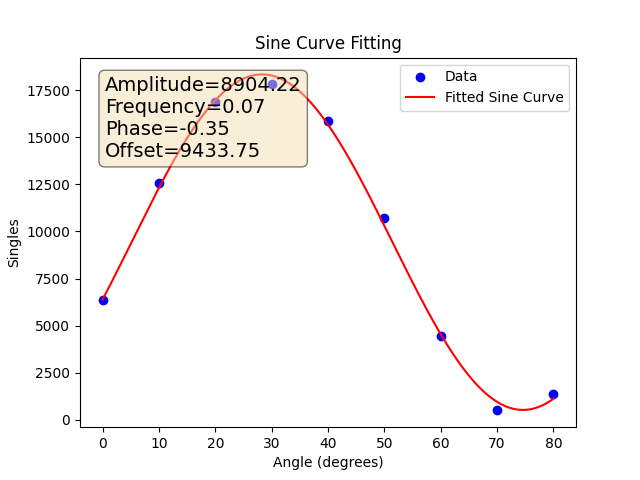 Sine Curve Fitting
Amplitude=8904.22
Frequency=0.07
Phase=-0.35
Offset=9433.75
Data
Fitted Sine Curve
17500
15000
12500
10000
7500
5000
2500
0
Singles
0 10 20 30 40 50 60 70 80
Angle (degrees)